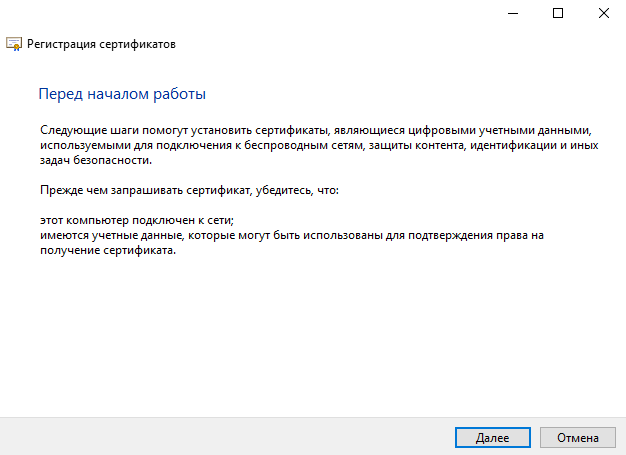 Регистрация сертификатов
Перед началом работы
Следующие шаги помогут установить сертификаты, являющиеся цифровыми учетными данными,
используемыми для подключения к беспроводным сетям, защиты контента, идентификации и иных
задач безопасности.
Прежде чем запрашивать сертификат, убедитесь, что:
этот компьютер подключен к сети;
имеются учетные данные, которые могут быть использованы для подтверждения права на
получение сертификата.
Далее
Отмена